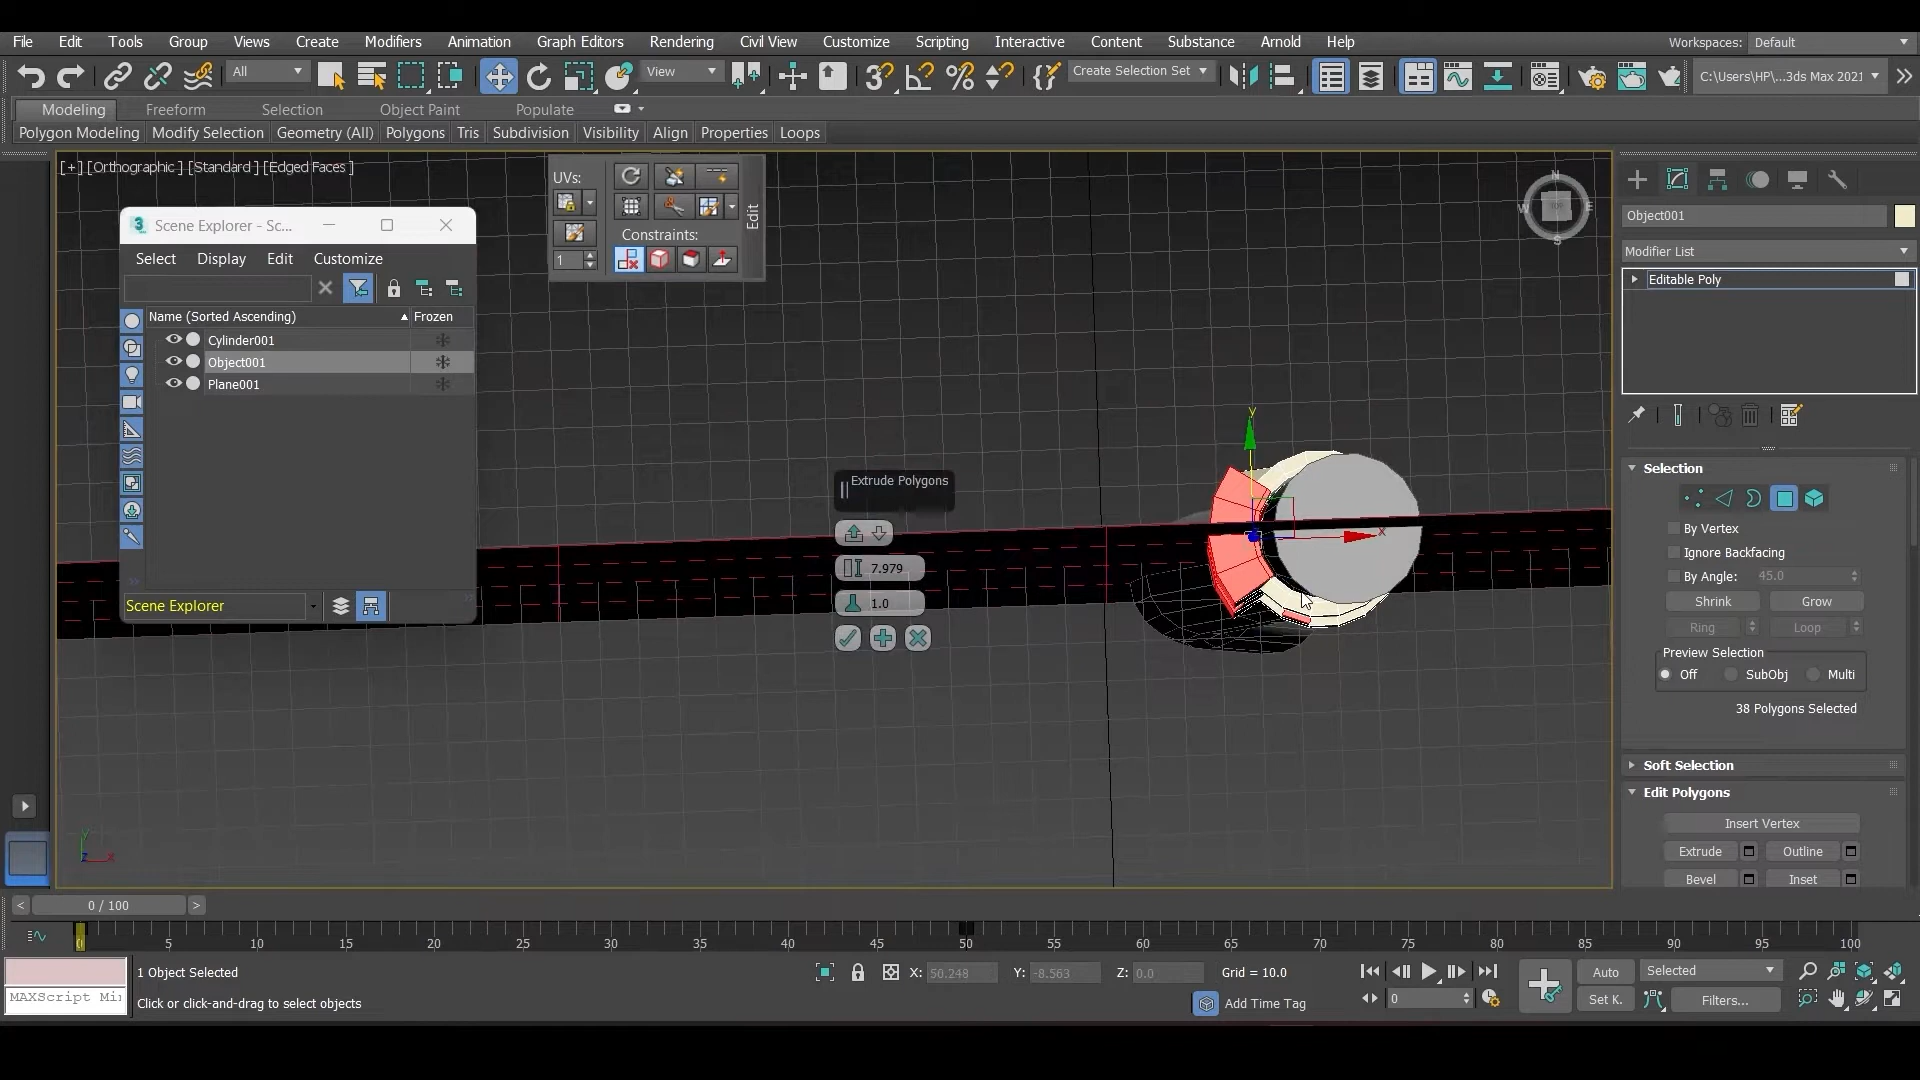 File Edit Tools Group Views Create Modifiers Animation Graph Editors Rendering Civil View Customize Scripting Interactive Content Substance Arnold Help Workspaces: Default
All View Create Selection Set C:\Users\HP\...3ds Max 2021
Modeling Freeform Selection Object Paint Populate
Polygon Modeling Modify Selection Geometry (All) Polygons Tris Subdivision Visibility Align Properties Loops
[+] [Orthographic ] [Standard ] [Edged Faces ]
UVs:
Edit
Constraints:
1
Scene Explorer - Sc...
Select Display Edit Customize
Name (Sorted Ascending) Frozen
Cylinder001
Object001
Plane001
Scene Explorer
Extrude Polygons
7.979
1.0
N
W E
S
y
x
y
z x
Object001
Modifier List
Editable Poly
Selection
By Vertex
Ignore Backfacing
By Angle: 45.0
Shrink Grow
Ring Loop
Preview Selection
Off SubObj Multi
38 Polygons Selected
Soft Selection
Edit Polygons
Insert Vertex
Extrude Outline
Bevel Inset
< 0 / 100 >
0 5 10 15 20 25 30 35 40 45 50 55 60 65 70 75 80 85 90 95 100
1 Object Selected X: 50.248 Y: -8.563 Z: 0.0 Grid = 10.0 Auto Selected
MAXScript Mi
Click or click-and-drag to select objects Add Time Tag 0 Set K. Filters...